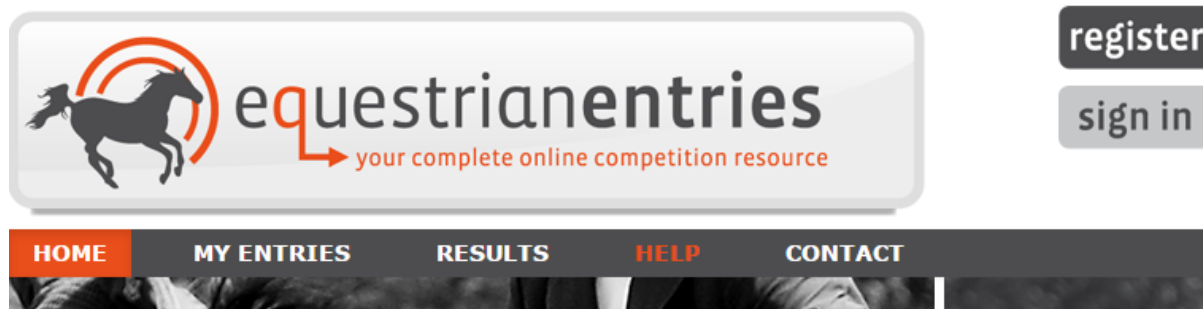 register
equestrianentries
sign in
your complete online competition resource
HOME MY ENTRIES RESULTS HELP CONTACT